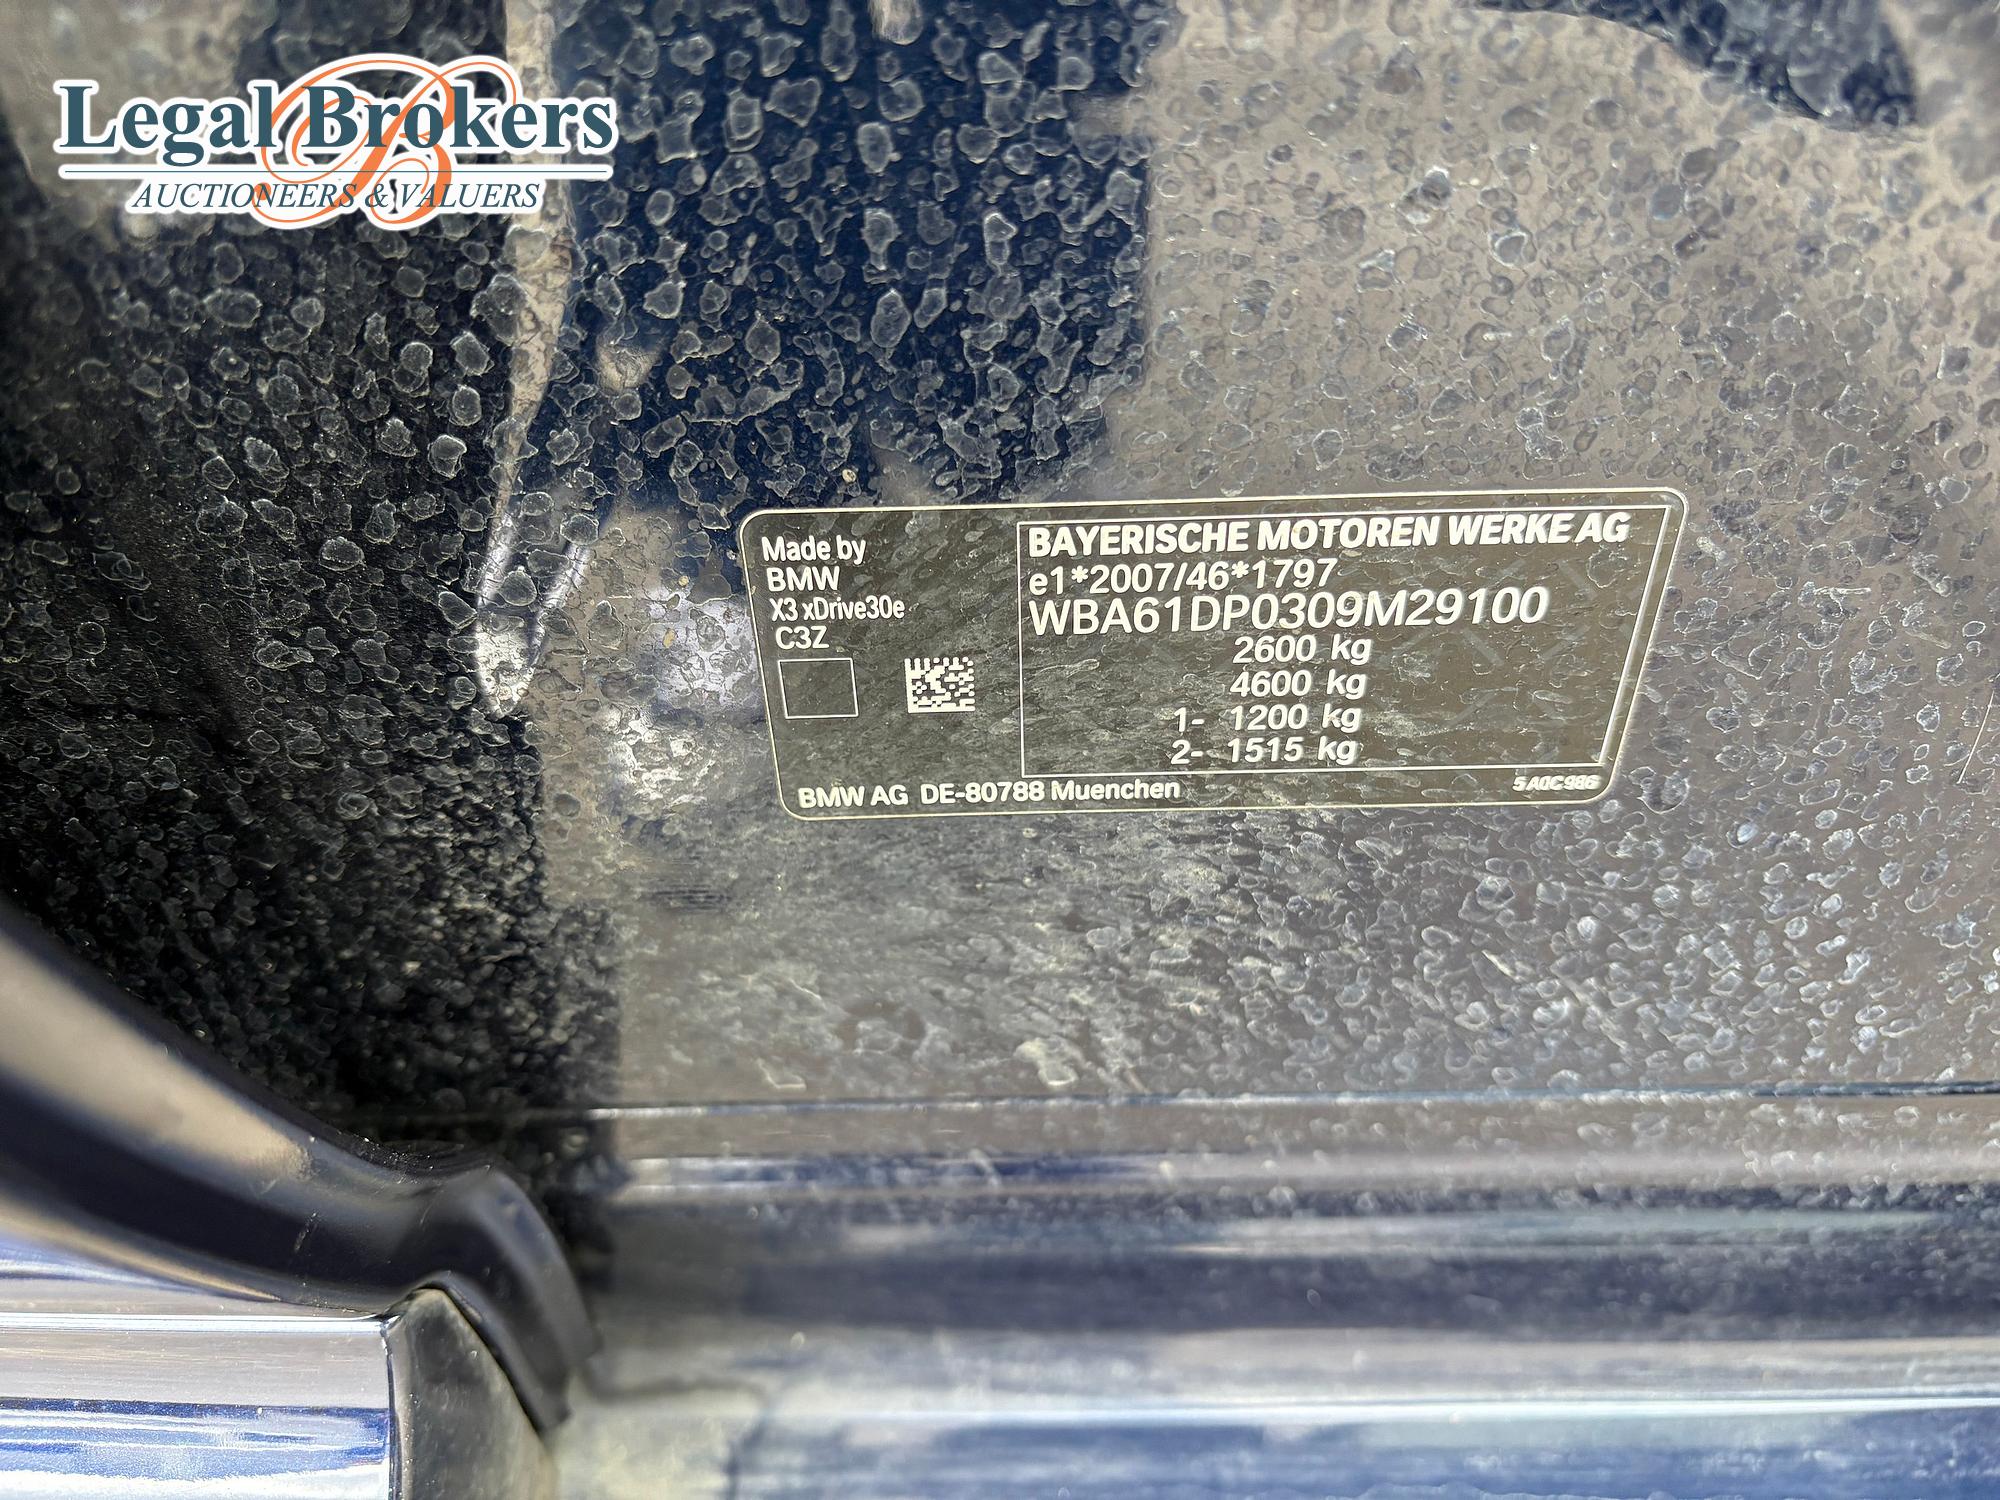 Legal Brokers
AUCTIONEERS & VALUERS
Made by
BMW
X3 xDrive30e
C3Z
BAYERISCHE MOTOREN WERKE AG
e1*2007/46*1797
WBA61DP0309M29100
2600 kg
4600 kg
1- 1200 kg
2- 1515 kg
BMW AG DE-80788 Muenchen
5A0C986